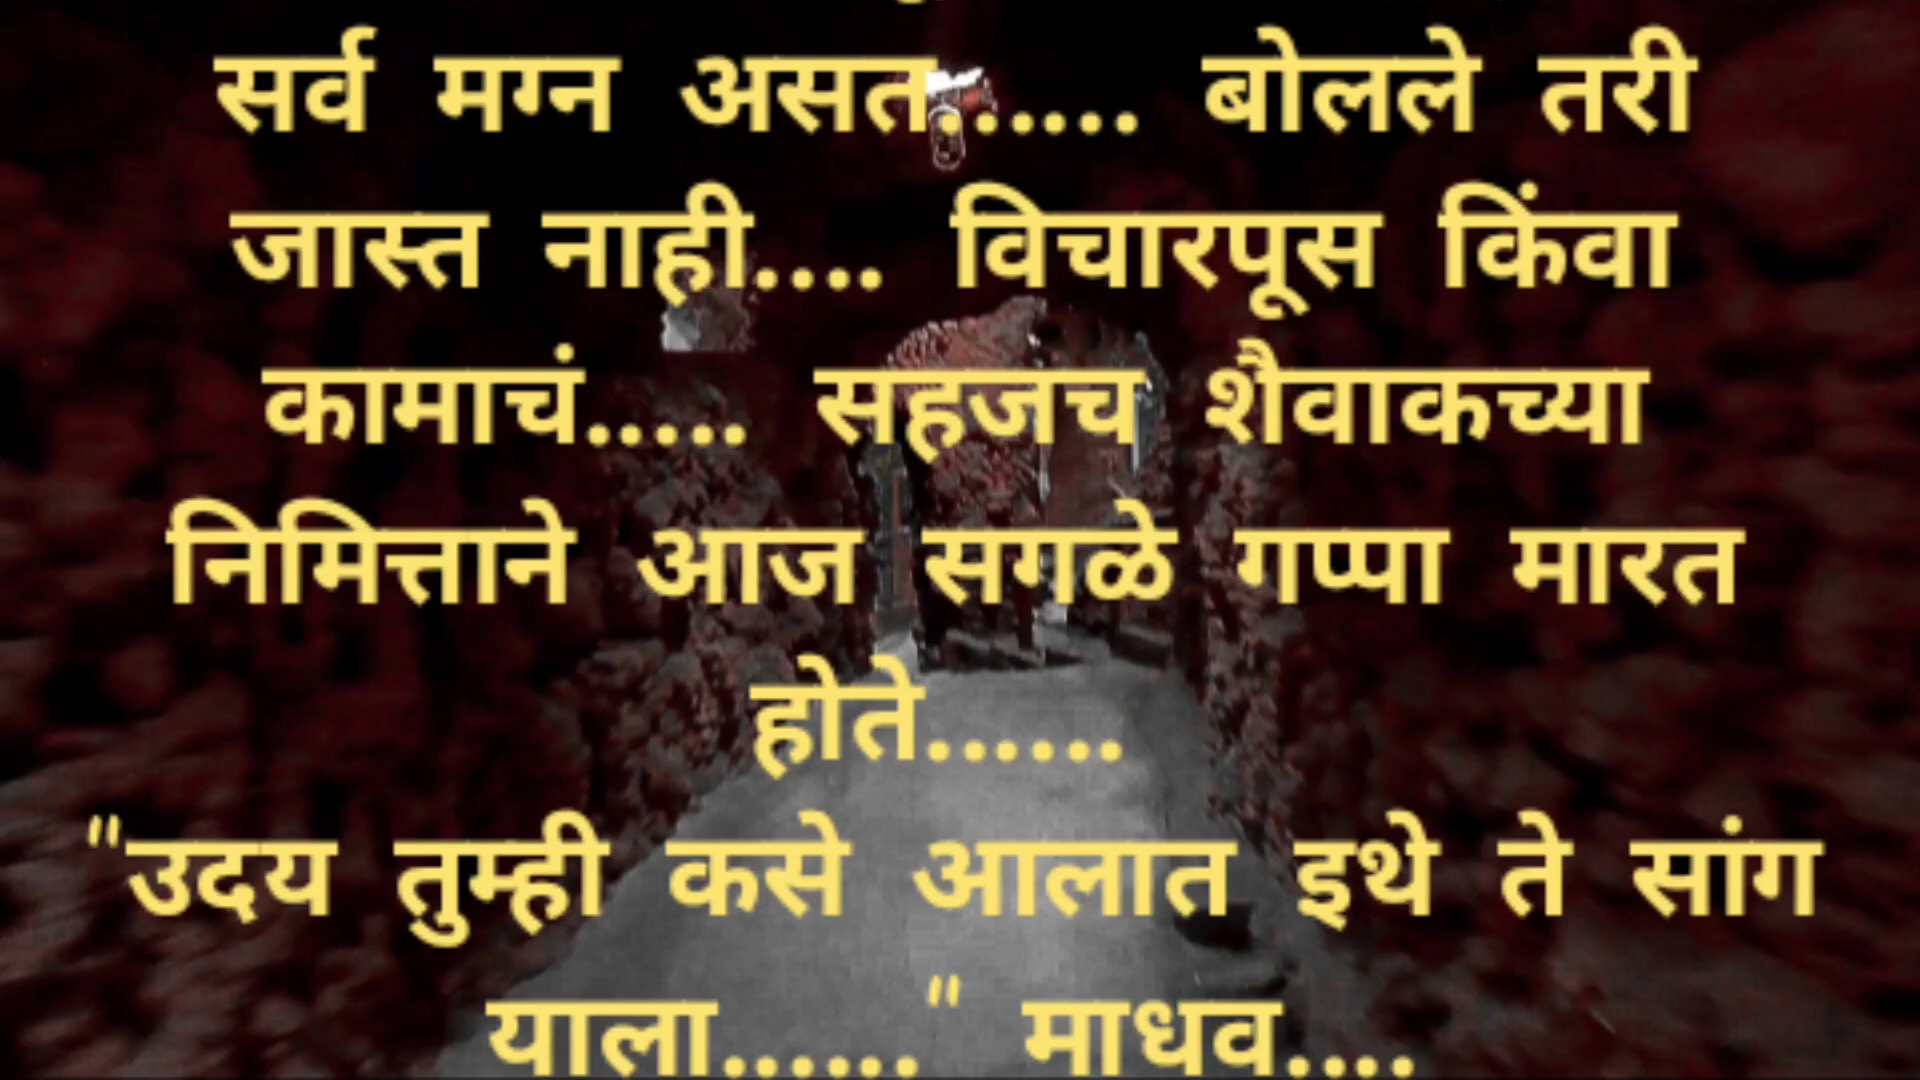 सर्व मग्न असत...... बोलले तरी
जास्त नाही.... विचारपूस किंवा
कामाचं..... सहजच शैवाकच्या
निमित्ताने आज सगळे गप्पा मारत
होते......
"उदय तुम्ही कसे आलात इथे ते सांग
याला......" माधव....